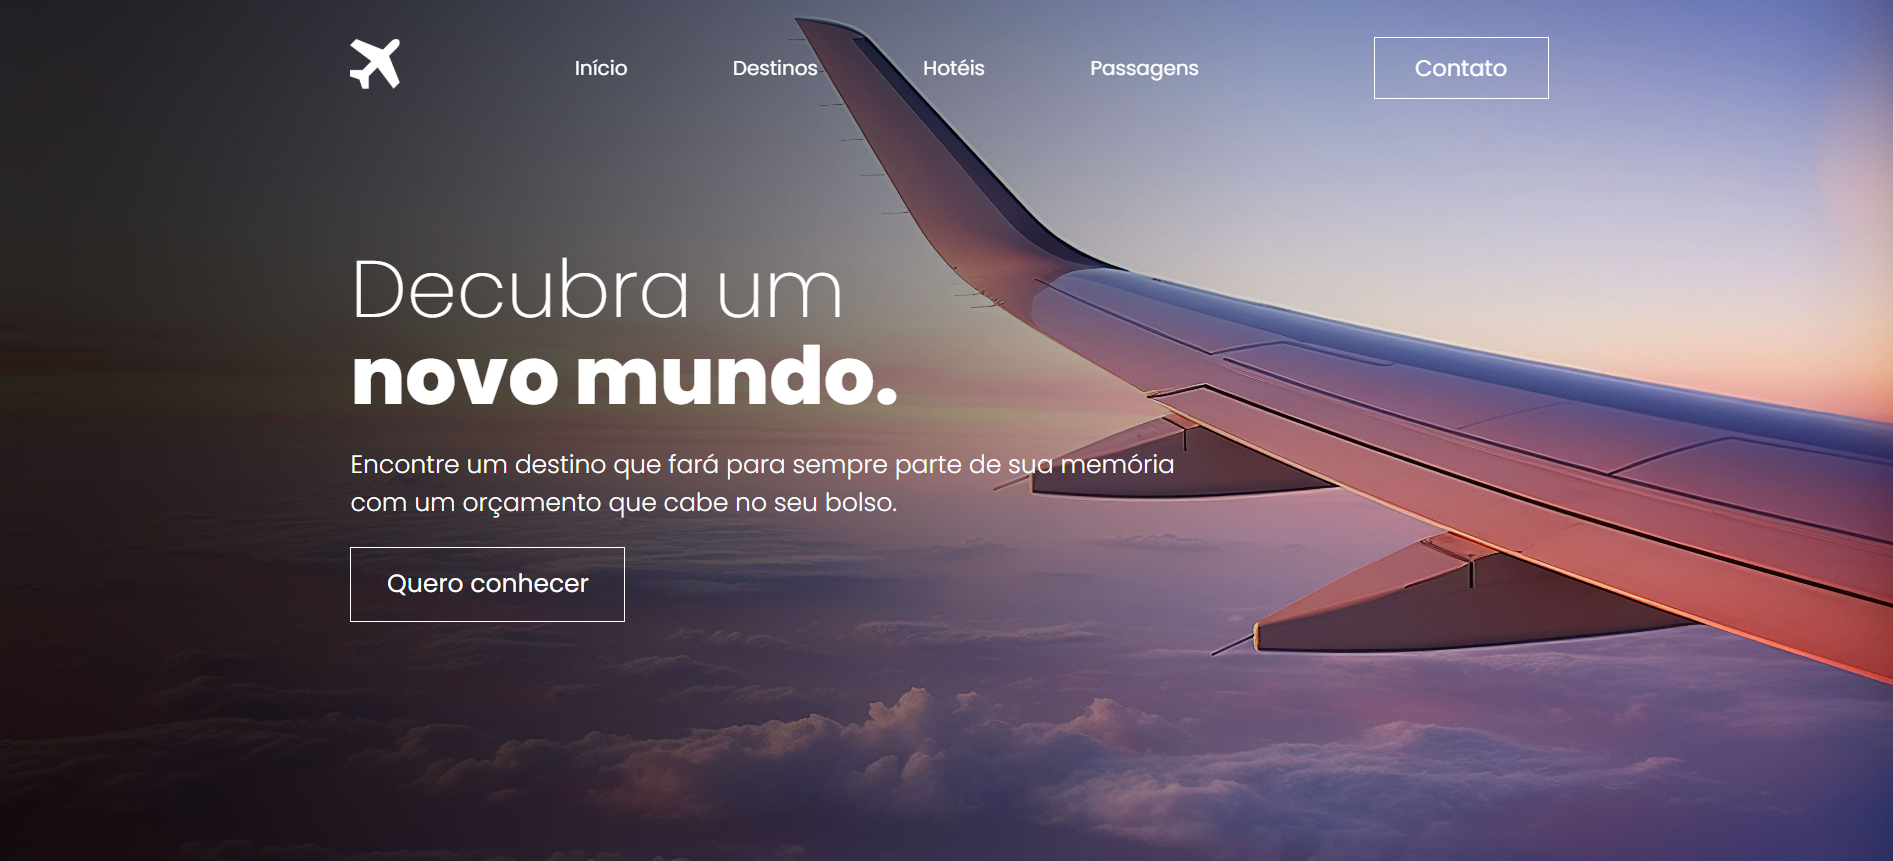 Início Destinos Hotéis Passagens Contato
Decubra um
novo mundo.
Encontre um destino que fará para sempre parte de sua memória
com um orçamento que cabe no seu bolso.
Quero conhecer